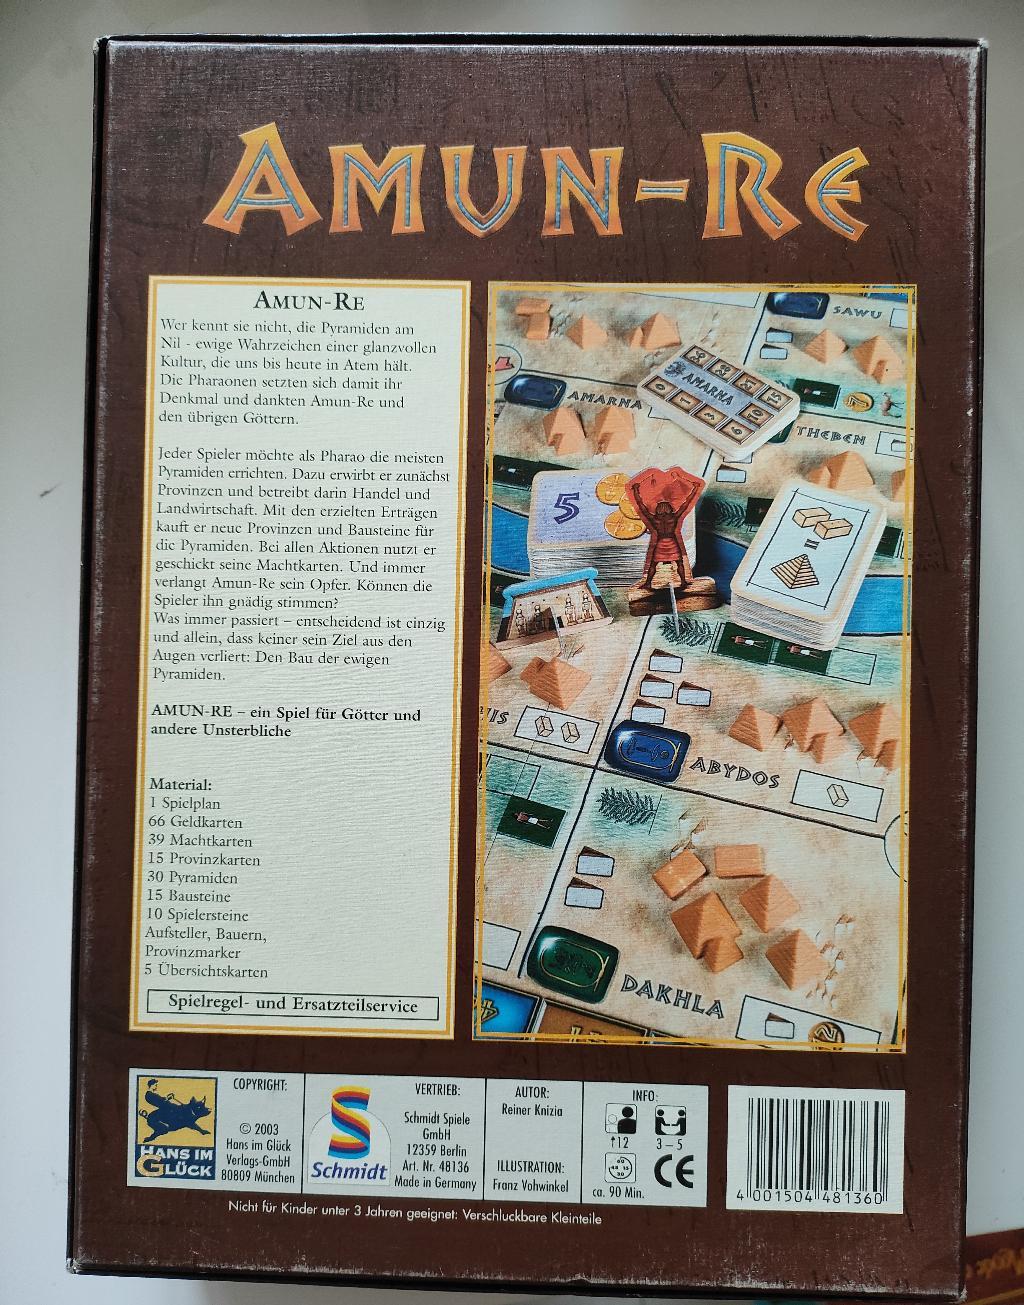 AMUN-RE
AMUN-RE
Wer kennt sie nicht, die Pyramiden am
Nil - ewige Wahrzeichen einer glanzvollen
Kultur, die uns bis heute in Atem hält.
Die Pharaonen setzten sich damit ihr
Denkmal und dankten Amun-Re und
den übrigen Göttern.
Jeder Spieler möchte als Pharao die meisten
Pyramiden errichten. Dazu erwirbt er zunächst
Provinzen und betreibt darin Handel und
Landwirtschaft. Mit den erzielten Erträgen
kauft er neue Provinzen und Bausteine für
die Pyramiden. Bei allen Aktionen nutzt er
geschickt seine Machtkarten. Und immer
verlangt Amun-Re sein Opfer. Können die
Spieler ihn gnädig stimmen?
Was immer passiert – entscheidend ist einzig
und allein, dass keiner sein Ziel aus den
Augen verliert: Den Bau der ewigen
Pyramiden.
AMUN-RE – ein Spiel für Götter und
andere Unsterbliche
Material:
1 Spielplan
66 Geldkarten
39 Machtkarten
15 Provinzkarten
30 Pyramiden
15 Bausteine
10 Spielersteine
Aufsteller, Bauern,
Provinzmarker
5 Übersichtskarten
Spielregel- und Ersatzteilservice
SAWU
AMARNA
AMARNA
THEBEN
5
ABYDOS
DAKHLA
2
HANS IM
GLÜCK
COPYRIGHT:
© 2003
Hans im Glück
Verlags-GmbH
80809 München
Schmidt
VERTRIEB:
Schmidt Spiele
GmbH
12359 Berlin
Art. Nr. 48136
Made in Germany
AUTOR:
Reiner Knizia
ILLUSTRATION:
Franz Vohwinkel
INFO:
↑12
3 – 5
ca. 90 Min.
CE
4 001504 481360
Nicht für Kinder unter 3 Jahren geeignet: Verschluckbare Kleinteile